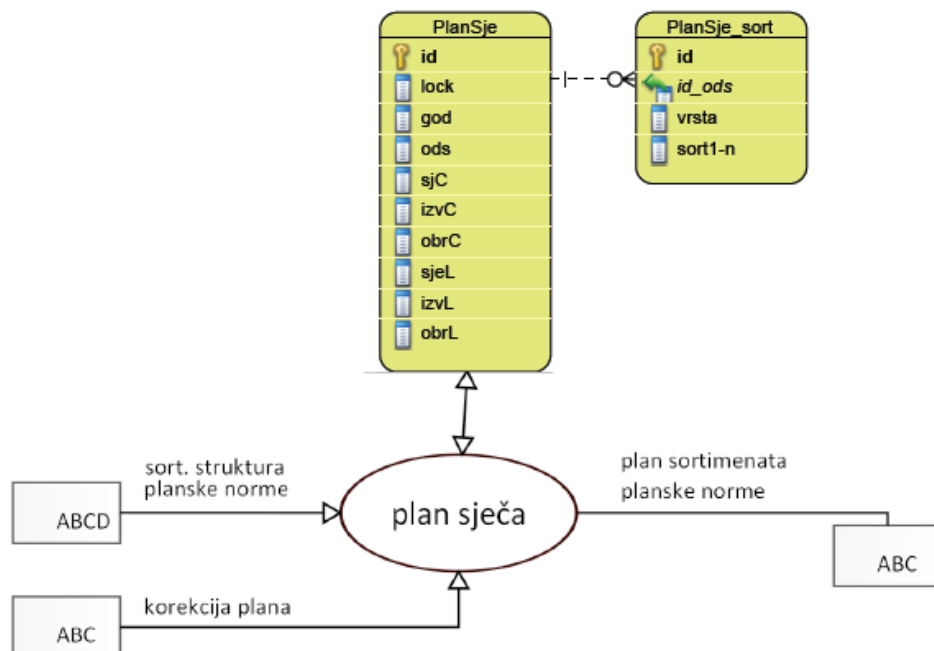 PlanSje
id
lock
god
ods
sjC
izvC
obrC
sjeL
izvL
obrL
PlanSje_sort
id
id_ods
vrsta
sort1-n
sort. struktura
planske norme
ABCD
plan sječa
plan sortimenata
planske norme
ABC
korekcija plana
ABC